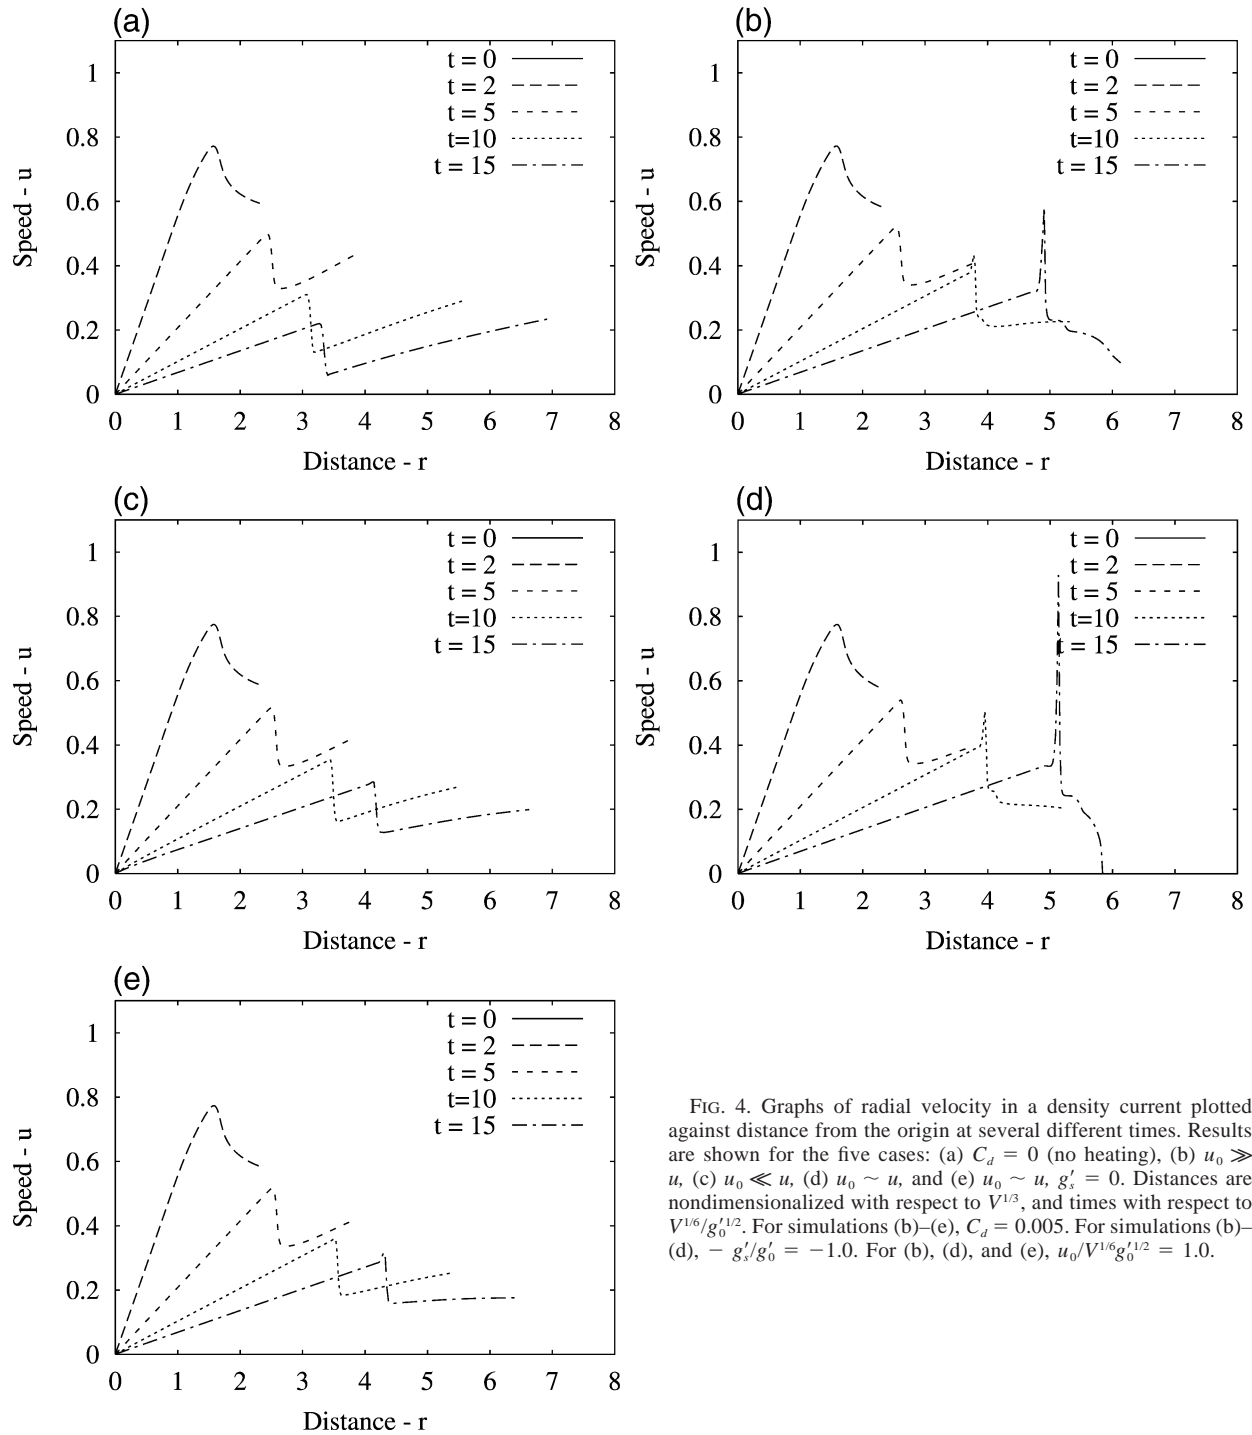 (a)
Speed - u
1
0.8
0.6
0.4
0.2
0
t = 0
t = 2
t = 5
t=10
t = 15
0 1 2 3 4 5 6 7 8
Distance - r
(b)
Speed - u
1
0.8
0.6
0.4
0.2
0
t = 0
t = 2
t = 5
t=10
t = 15
0 1 2 3 4 5 6 7 8
Distance - r
(c)
Speed - u
1
0.8
0.6
0.4
0.2
0
t = 0
t = 2
t = 5
t=10
t = 15
0 1 2 3 4 5 6 7 8
Distance - r
(d)
Speed - u
1
0.8
0.6
0.4
0.2
0
t = 0
t = 2
t = 5
t=10
t = 15
0 1 2 3 4 5 6 7 8
Distance - r
(e)
Speed - u
1
0.8
0.6
0.4
0.2
0
t = 0
t = 2
t = 5
t=10
t = 15
0 1 2 3 4 5 6 7 8
Distance - r
FIG. 4. Graphs of radial velocity in a density current plotted
against distance from the origin at several different times. Results
are shown for the five cases: (a) C_d = 0 (no heating), (b) u_0 ≫
u, (c) u_0 ≪ u, (d) u_0 ~ u, and (e) u_0 ~ u, g′_s = 0. Distances are
nondimensionalized with respect to V^{1/3}, and times with respect to
V^{1/6}/g′_0^{1/2}. For simulations (b)–(e), C_d = 0.005. For simulations (b)–
(d), − g′_s/g′_0 = −1.0. For (b), (d), and (e), u_0/V^{1/6}g′_0^{1/2} = 1.0.